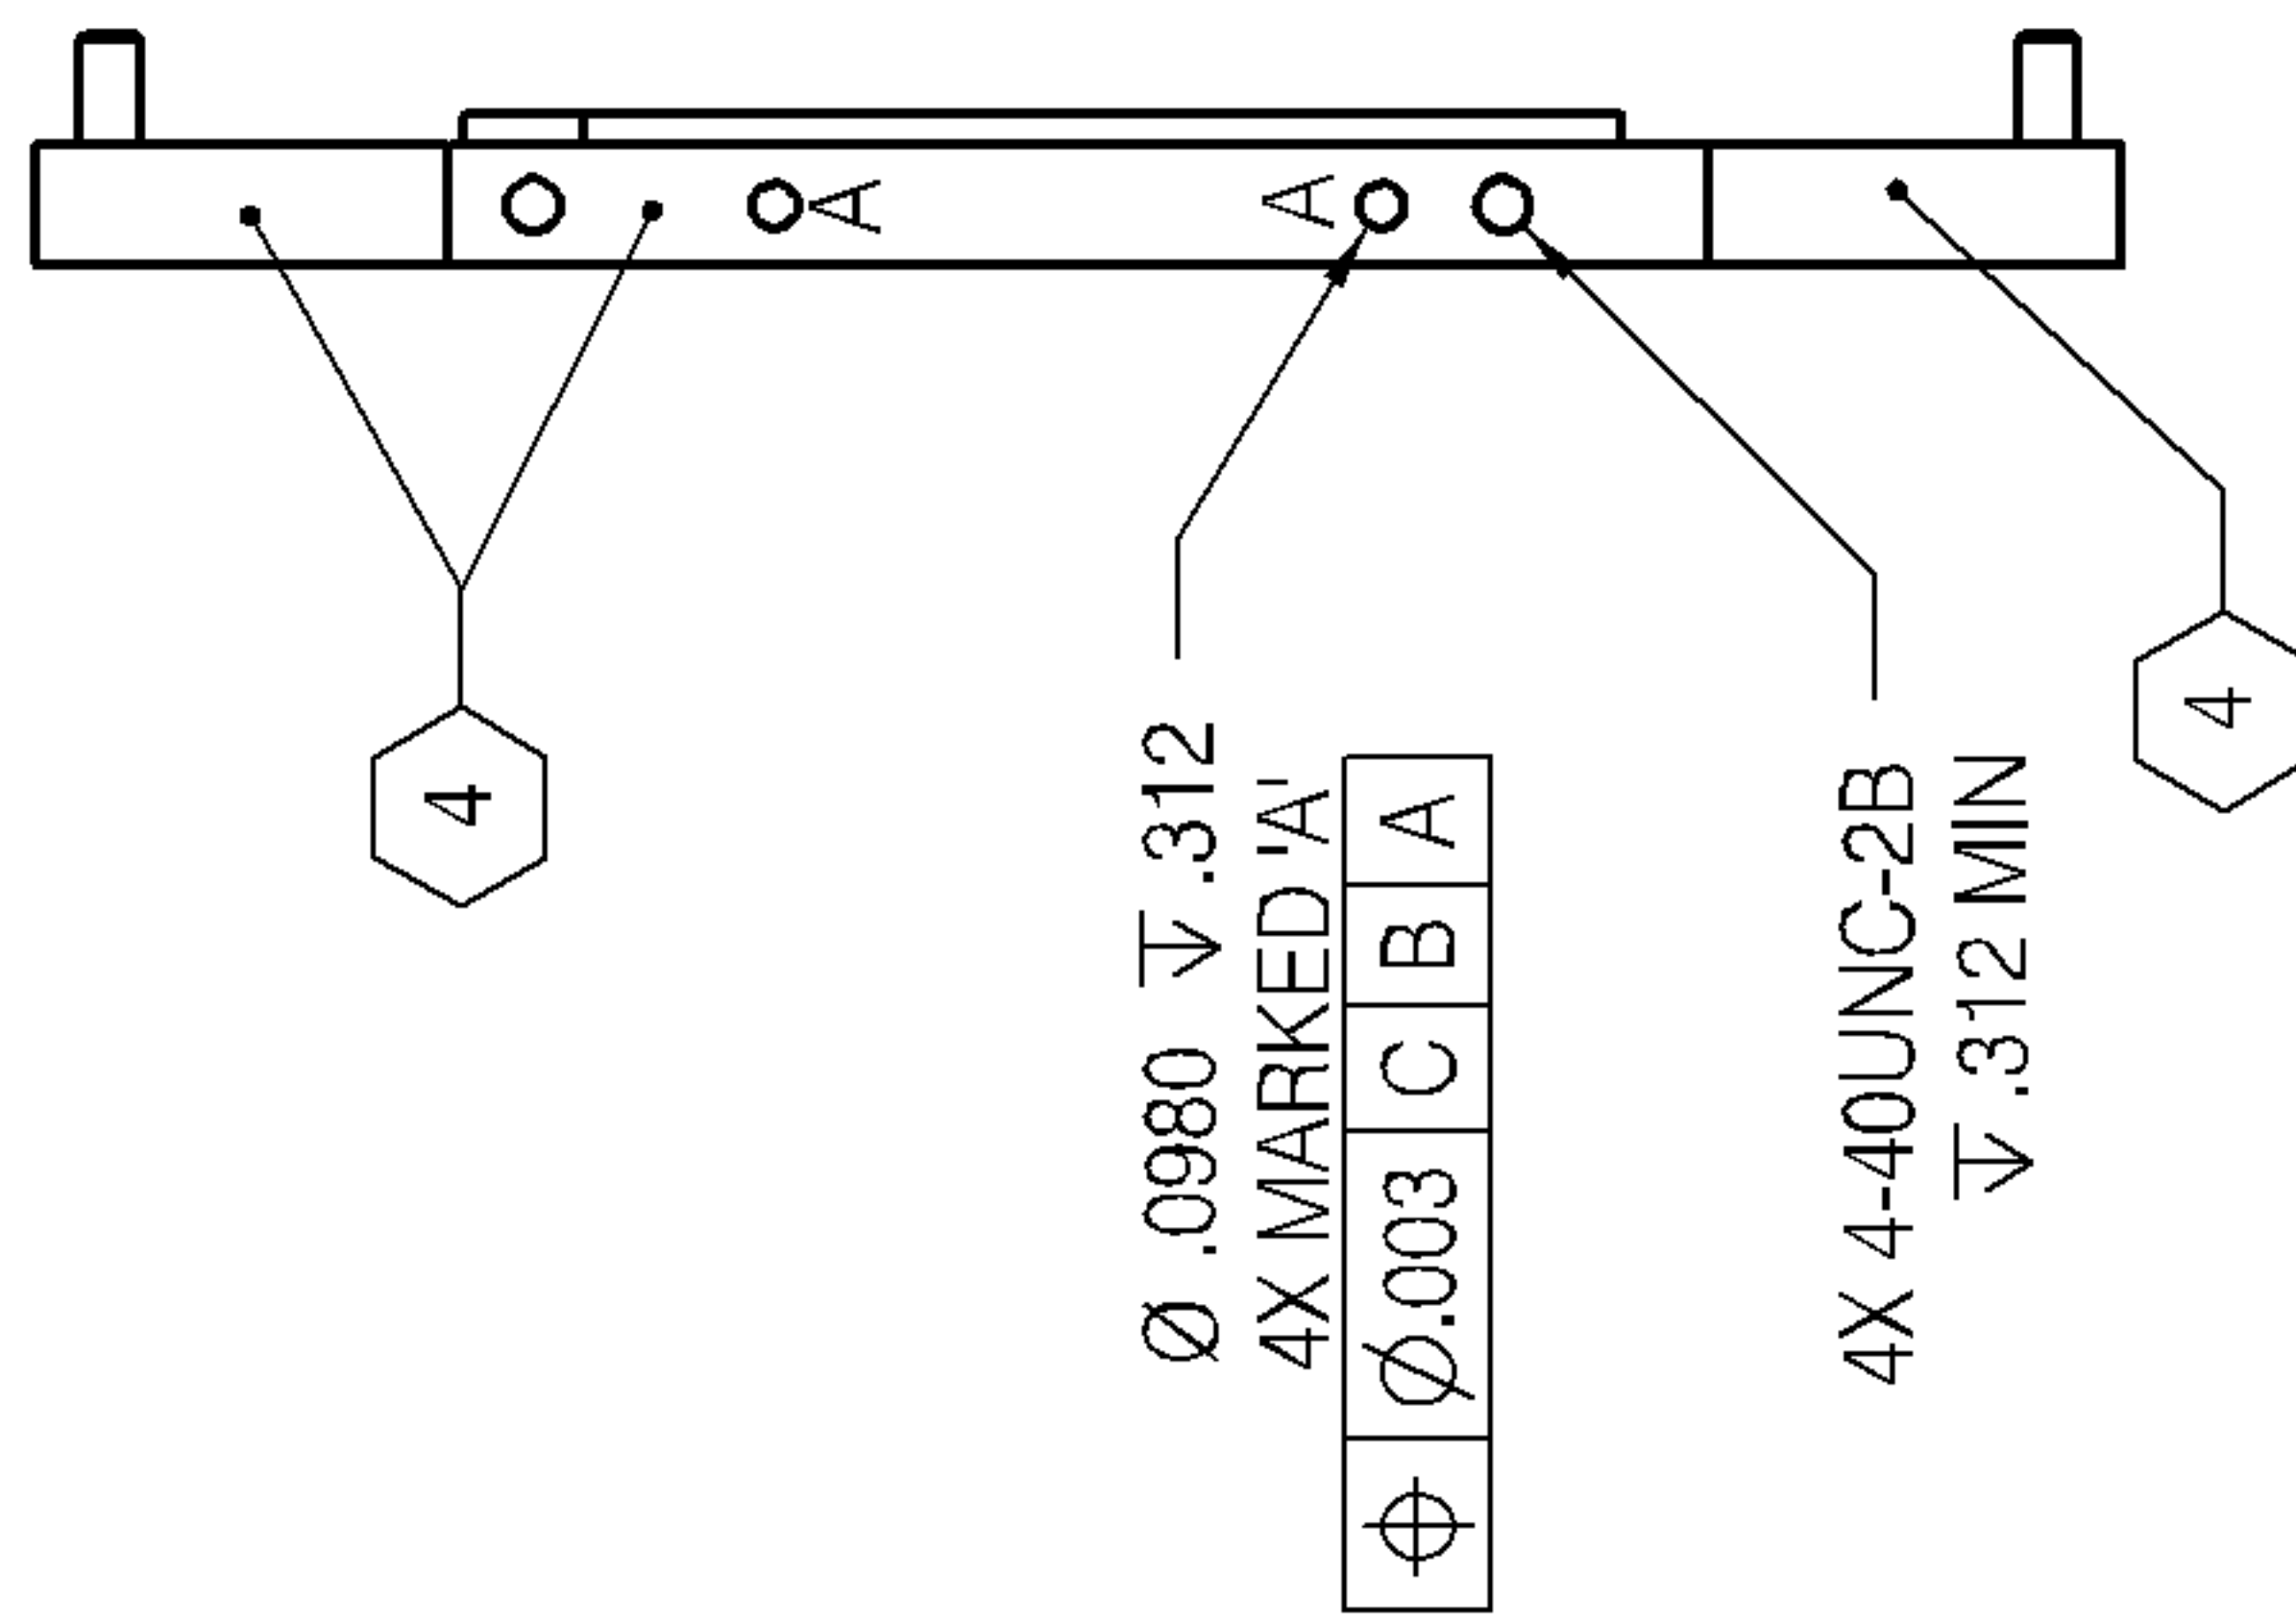 A
A
4
Ø .0980 ↧ .312
4X MARKED 'A'
⌖ Ø.003 C B A
4X 4-40UNC-2B
↧ .312 MIN
4